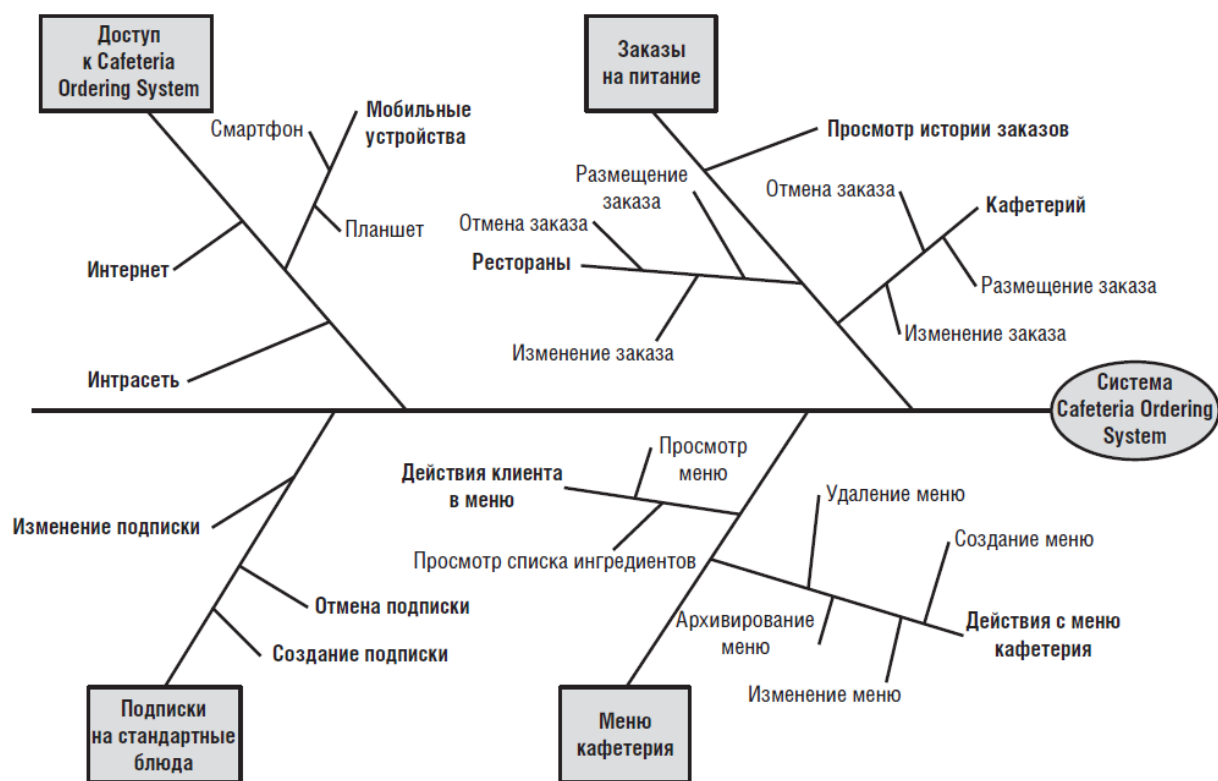 Доступ
к Cafeteria
Ordering System
Заказы
на питание
Смартфон
Мобильные
устройства
Планшет
Интернет
Интрасеть
Просмотр истории заказов
Размещение
заказа
Отмена заказа
Рестораны
Изменение заказа
Отмена заказа
Кафетерий
Размещение заказа
Изменение заказа
Система
Cafeteria Ordering
System
Изменение подписки
Отмена подписки
Создание подписки
Подписки
на стандартные
блюда
Просмотр
меню
Действия клиента
в меню
Просмотр списка ингредиентов
Удаление меню
Создание меню
Архивирование
меню
Действия с меню
кафетерия
Изменение меню
Меню
кафетерия